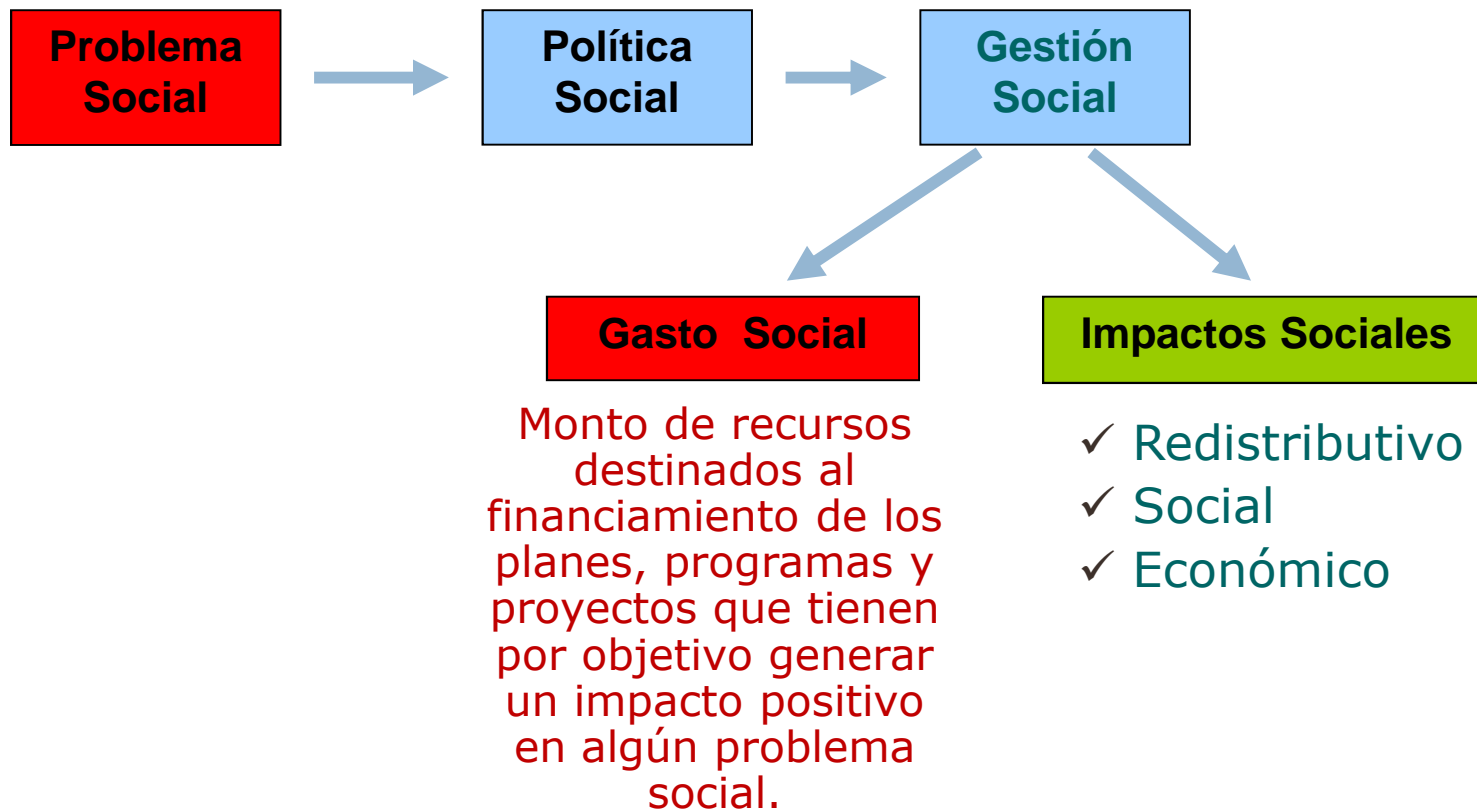 Problema
Social
Política
Social
Gestión
Social
Gasto Social
Monto de recursos
destinados al
financiamiento de los
planes, programas y
proyectos que tienen
por objetivo generar
un impacto positivo
en algún problema
social.
Impactos Sociales
✓ Redistributivo
✓ Social
✓ Económico